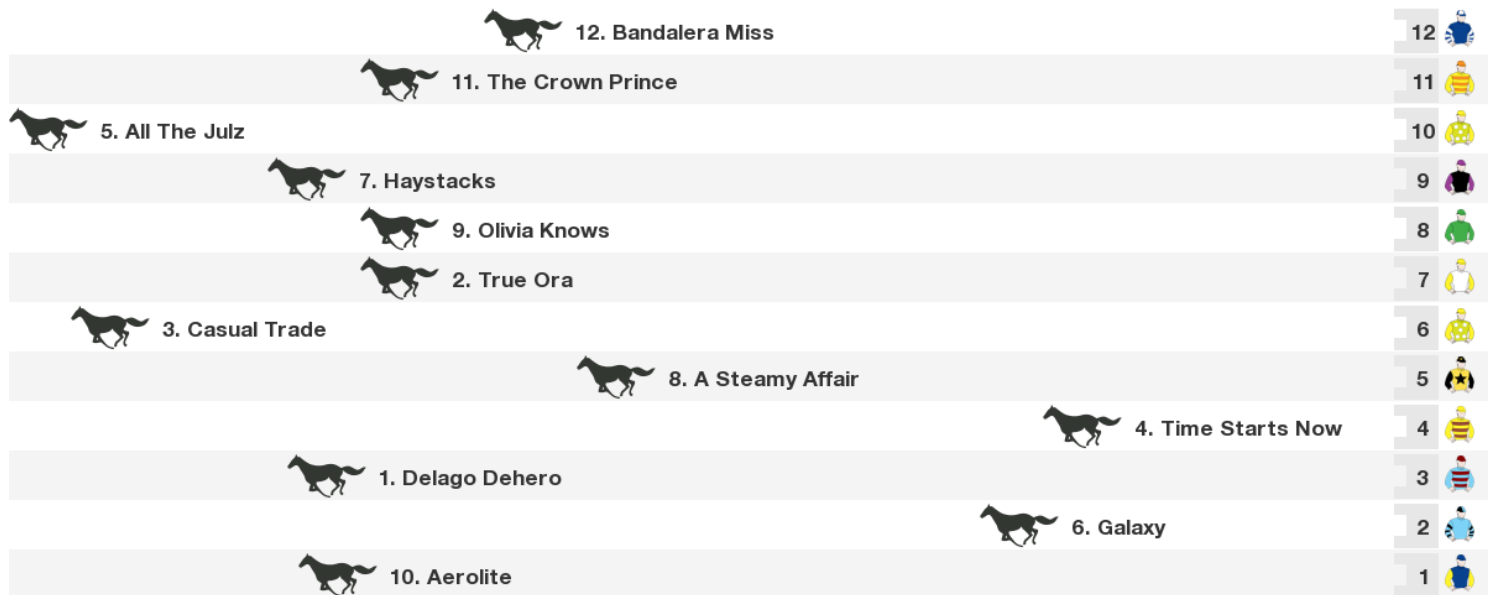 12. Bandalera Miss 12
11. The Crown Prince 11
5. All The Julz 10
7. Haystacks 9
9. Olivia Knows 8
2. True Ora 7
3. Casual Trade 6
8. A Steamy Affair 5
4. Time Starts Now 4
1. Delago Dehero 3
6. Galaxy 2
10. Aerolite 1